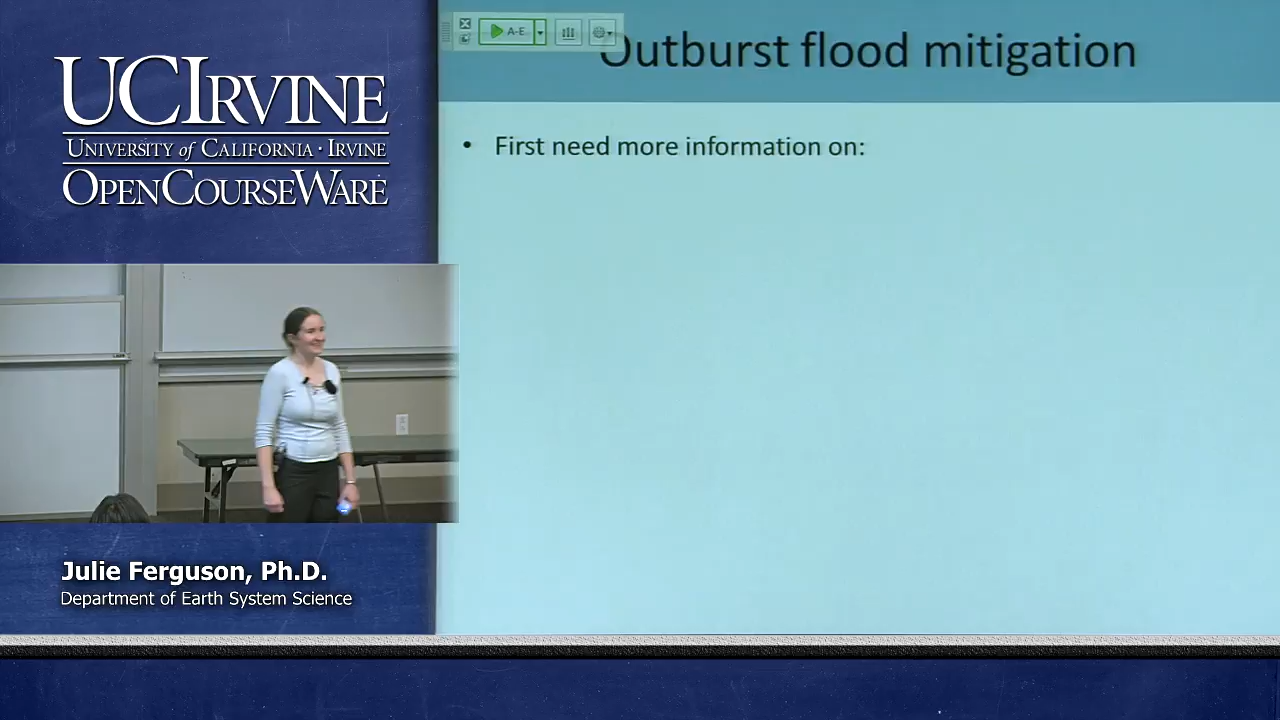 UCIRVINE
UNIVERSITY of CALIFORNIA · IRVINE
OPENCOURSEWARE
A-E
Outburst flood mitigation
• First need more information on:
Julie Ferguson, Ph.D.
Department of Earth System Science